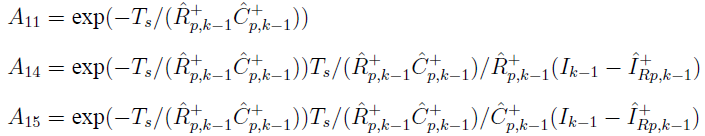 A_{11} = \exp(-T_s/(\hat{R}^+_{p,k-1}\hat{C}^+_{p,k-1}))
A_{14} = \exp(-T_s/(\hat{R}^+_{p,k-1}\hat{C}^+_{p,k-1}))T_s/(\hat{R}^+_{p,k-1}\hat{C}^+_{p,k-1})/\hat{R}^+_{p,k-1}(I_{k-1} - \hat{I}^+_{Rp,k-1})
A_{15} = \exp(-T_s/(\hat{R}^+_{p,k-1}\hat{C}^+_{p,k-1}))T_s/(\hat{R}^+_{p,k-1}\hat{C}^+_{p,k-1})/\hat{C}^+_{p,k-1}(I_{k-1} - \hat{I}^+_{Rp,k-1})